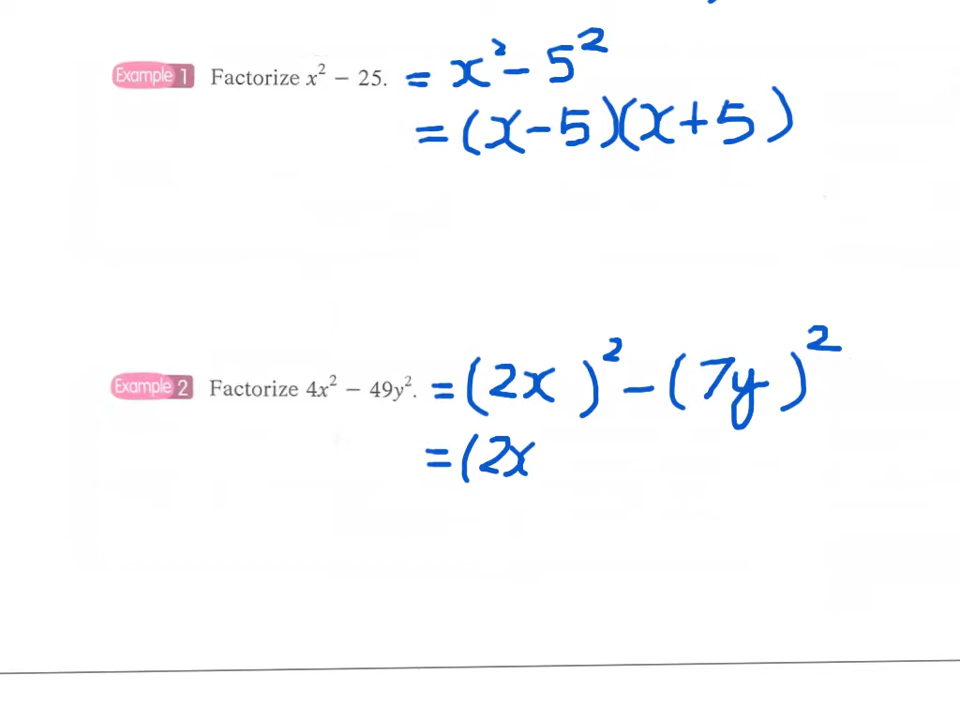 Example 1 Factorize x² − 25. = x² − 5²
= (x − 5)(x + 5)
Example 2 Factorize 4x² − 49y². = (2x)² − (7y)²
= (2x